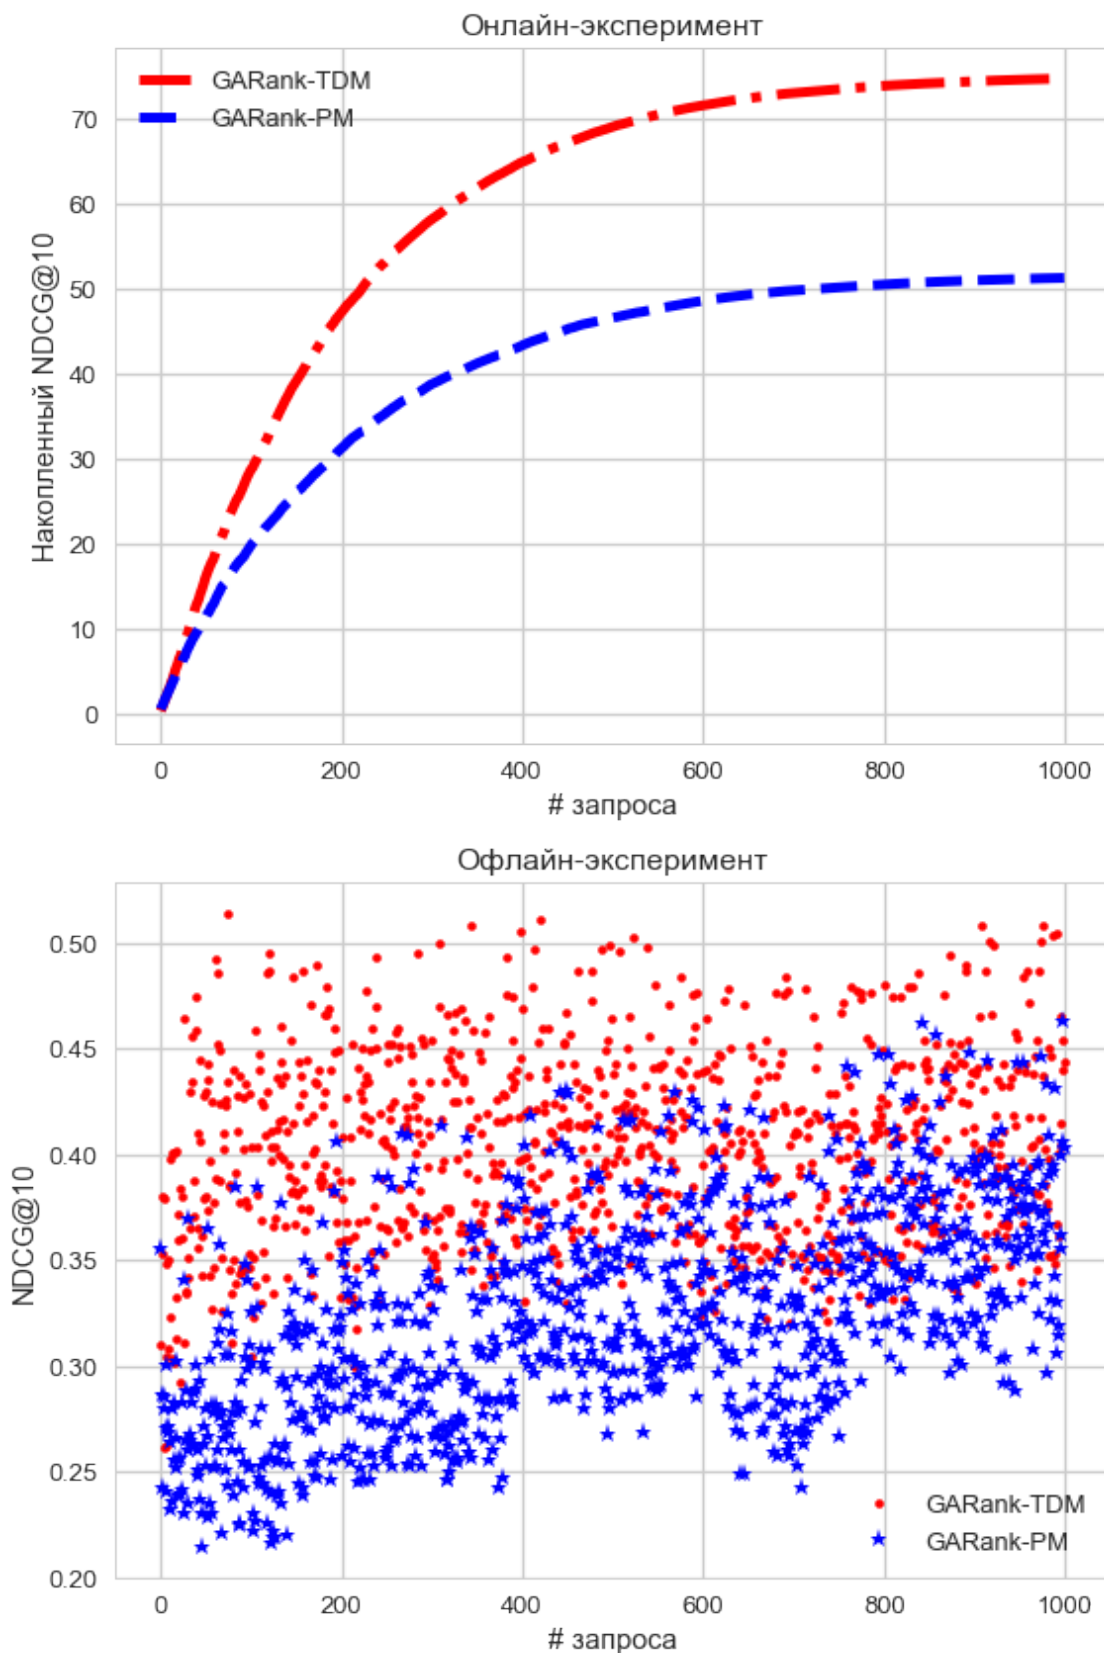 Онлайн-эксперимент
GARank-TDM
GARank-PM
Накопленный NDCG@10
70
60
50
40
30
20
10
0
0 200 400 600 800 1000
# запроса
Офлайн-эксперимент
NDCG@10
0.50
0.45
0.40
0.35
0.30
0.25
0.20
GARank-TDM
GARank-PM
0 200 400 600 800 1000
# запроса